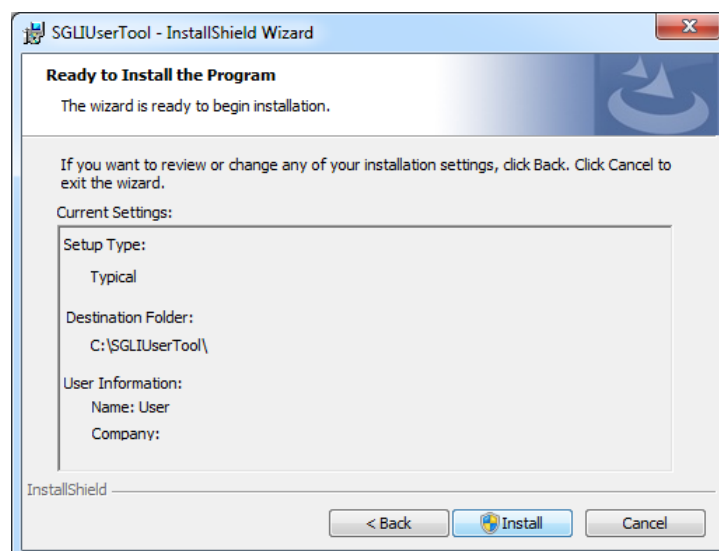 SGLIUserTool - InstallShield Wizard
Ready to Install the Program
The wizard is ready to begin installation.
If you want to review or change any of your installation settings, click Back. Click Cancel to
exit the wizard.
Current Settings:
Setup Type:
Typical
Destination Folder:
C:\SGLIUserTool\
User Information:
Name: User
Company:
InstallShield
< Back
Install
Cancel